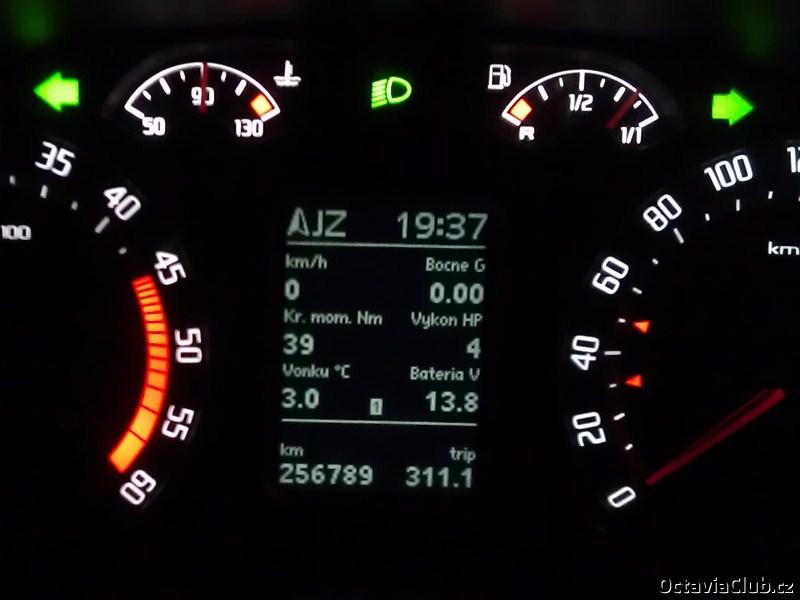 50 90 130
R 1/2 1/1
35 40 45 50 55 60
100
AJZ 19:37
km/h Bocne G
0 0.00
Kr. mom. Nm Vykon HP
39 4
Vonku °C Bateria V
3.0 1 13.8
km trip
256789 311.1
0 20 40 60 80 100
OctaviaClub.cz